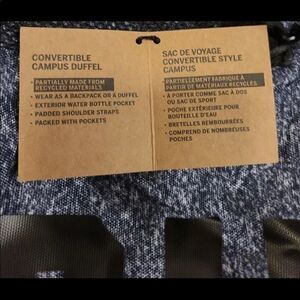 CONVERTIBLE
CAMPUS DUFFEL
• PARTIALLY MADE FROM
RECYCLED MATERIALS
• WEAR AS A BACKPACK OR A DUFFEL
• EXTERIOR WATER BOTTLE POCKET
• PADDED SHOULDER STRAPS
• PACKED WITH POCKETS
SAC DE VOYAGE
CONVERTIBLE STYLE
CAMPUS
• PARTIELLEMENT FABRIQUÉ À
PARTIR DE MATÉRIAUX RECYCLÉS
• À PORTER COMME SAC À DOS
OU SAC DE SPORT
• POCHE EXTÉRIEURE POUR
BOUTEILLE D'EAU
• BRETELLES REMBOURRÉES
• COMPREND DE NOMBREUSES
POCHES